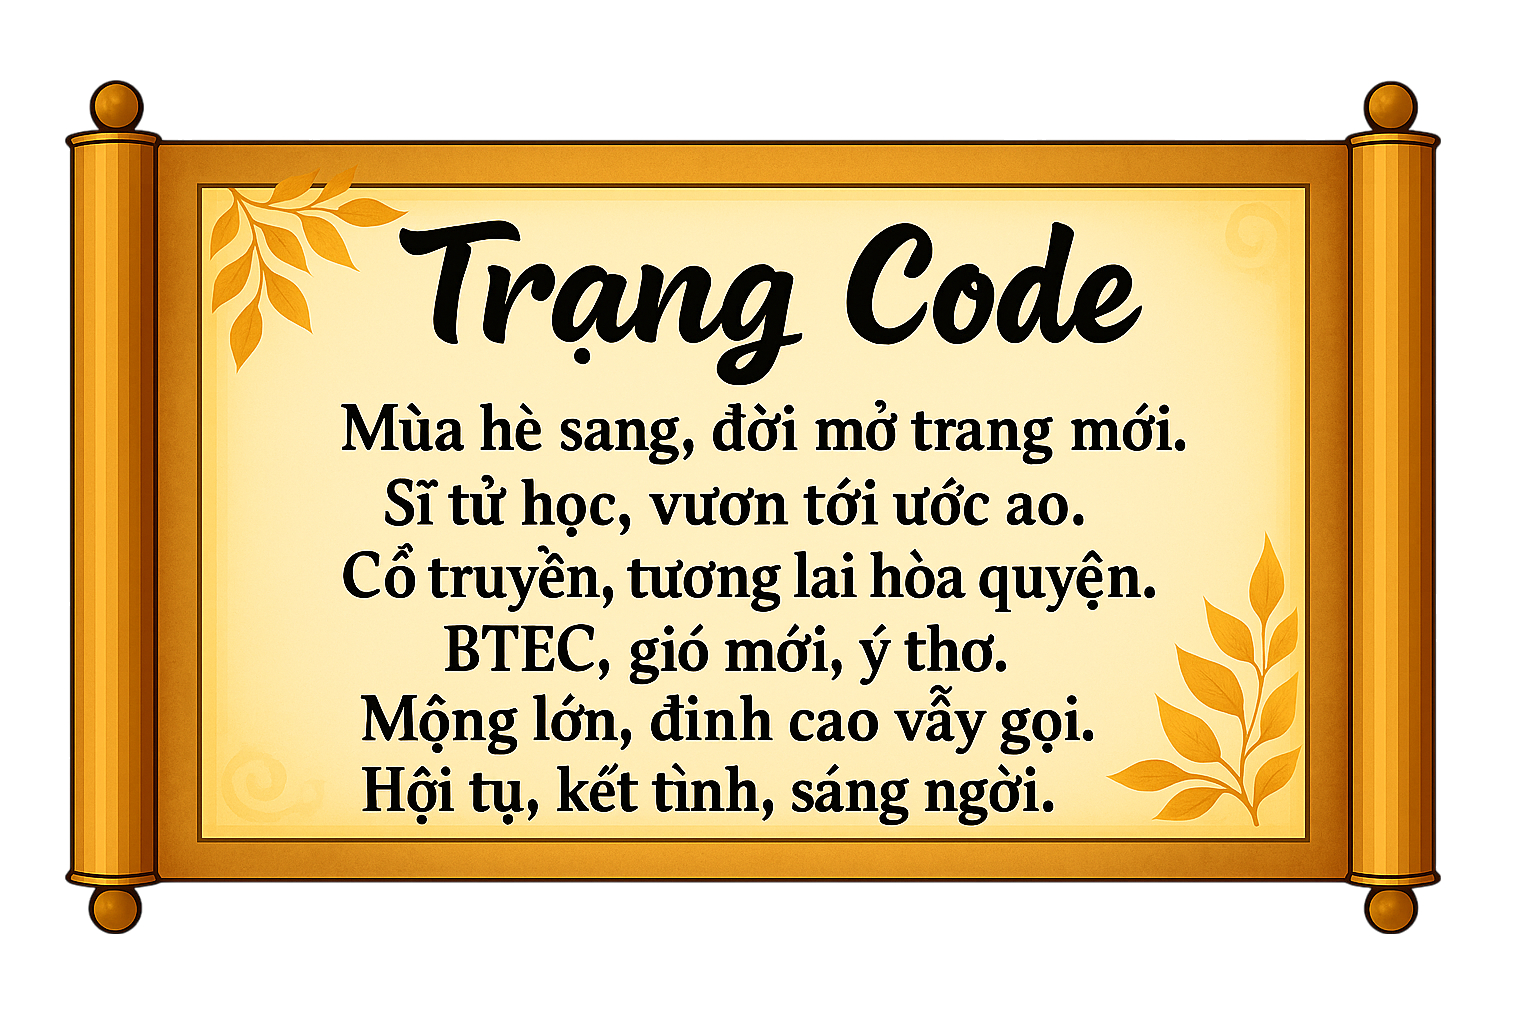 Trạng Code
Mùa hè sang, đời mở trang mới.
Sĩ tử học, vươn tới ước ao.
Cổ truyền, tương lai hòa quyện.
BTEC, gió mới, ý thơ.
Mộng lớn, đinh cao vẫy gọi.
Hội tụ, kết tình, sáng ngời.